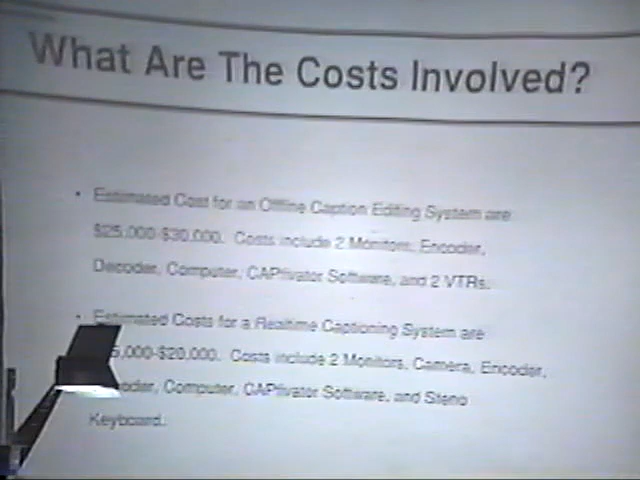 What Are The Costs Involved?
• Estimated Cost for an Offline Caption Editing System are
$25,000-$30,000. Costs include 2 Monitors, Encoder,
Decoder, Computer, CAPtivator Software, and 2 VTRs.
• Estimated Costs for a Realtime Captioning System are
5,000-$20,000. Costs include 2 Monitors, Camera, Encoder,
oder, Computer, CAPtivator Software, and Steno
Keyboard.